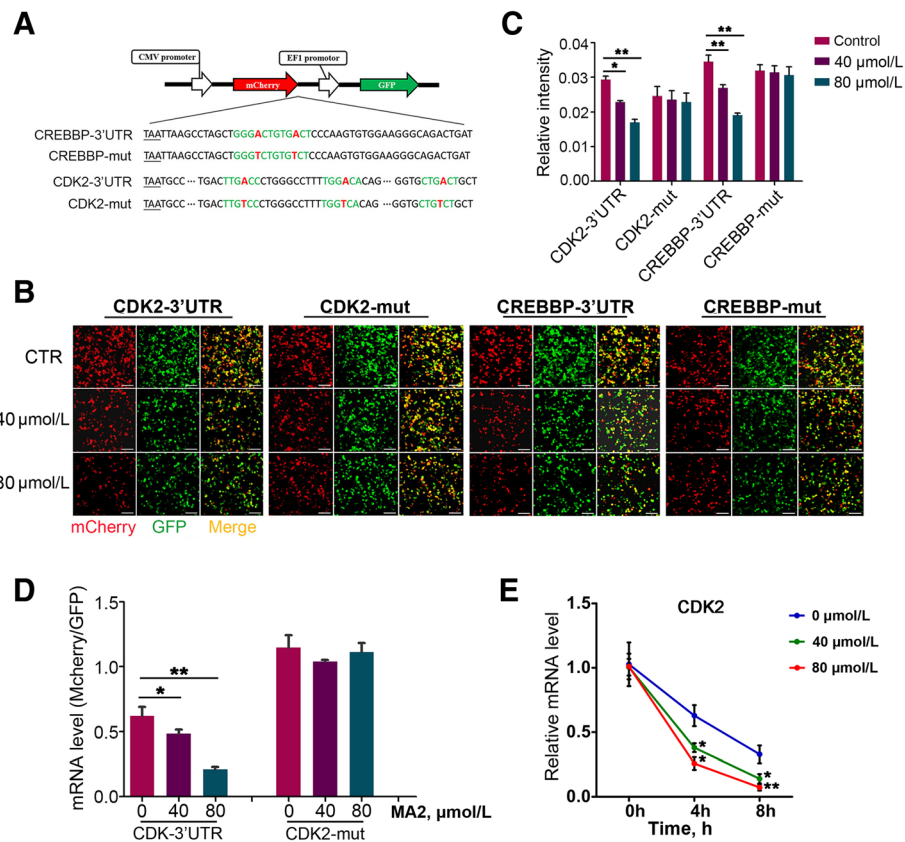 A
CMV promoter
EF1 promoter
mCherry
GFP
CREBBP-3'UTR TAATTAAGCCTAGCTGGGACTGTGACTCCCAAGTGTGGAAGGGCAGACTGAT
CREBBP-mut TAATTAAGCCTAGCTGGGTCTGTGTCTCCCAAGTGTGGAAGGGCAGACTGAT
CDK2-3'UTR TAATGCC ··· TGACTTGACCCTGGGCCTTTTGGACACAG ··· GGTGCTGACTGCT
CDK2-mut TAATGCC ··· TGACTTGTCCCTGGGCCTTTTGGTCACAG ··· GGTGCTGTCTGCT
C
Relative intensity
0.04
0.03
0.02
0.01
0.00
**
*
**
**
Control
40 μmol/L
80 μmol/L
CDK2-3'UTR
CDK2-mut
CREBBP-3'UTR
CREBBP-mut
B
CDK2-3'UTR CDK2-mut CREBBP-3'UTR CREBBP-mut
CTR
40 μmol/L
80 μmol/L
mCherry GFP Merge
D
mRNA level (Mcherry/GFP)
1.5
1.0
0.5
0.0
**
*
0 40 80 0 40 80 MA2, μmol/L
CDK-3'UTR CDK2-mut
E
CDK2
Relative mRNA level
1.5
1.0
0.5
0.0
*
*
*
**
0h 4h 8h
Time, h
0 μmol/L
40 μmol/L
80 μmol/L